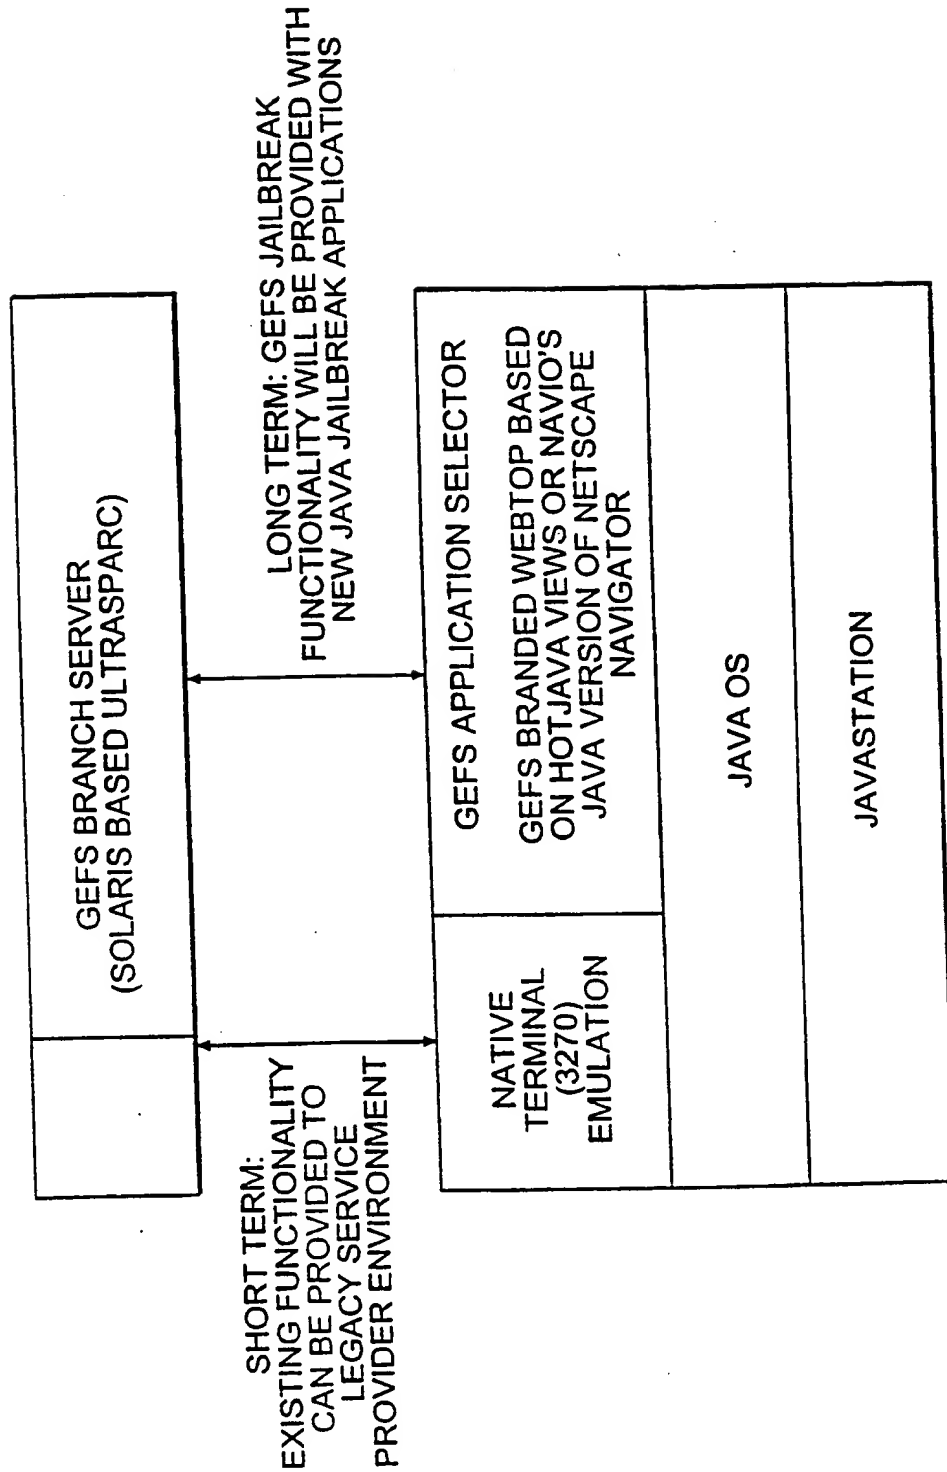 GEFS BRANCH SERVER
(SOLARIS BASED ULTRASPARC)
SHORT TERM:
EXISTING FUNCTIONALITY
CAN BE PROVIDED TO
LEGACY SERVICE
PROVIDER ENVIRONMENT
LONG TERM: GEFS JAILBREAK
FUNCTIONALITY WILL BE PROVIDED WITH
NEW JAVA JAILBREAK APPLICATIONS
NATIVE
TERMINAL
(3270)
EMULATION
GEFS APPLICATION SELECTOR
GEFS BRANDED WEBTOP BASED
ON HOTJAVA VIEWS OR NAVIO'S
JAVA VERSION OF NETSCAPE
NAVIGATOR
JAVA OS
JAVASTATION